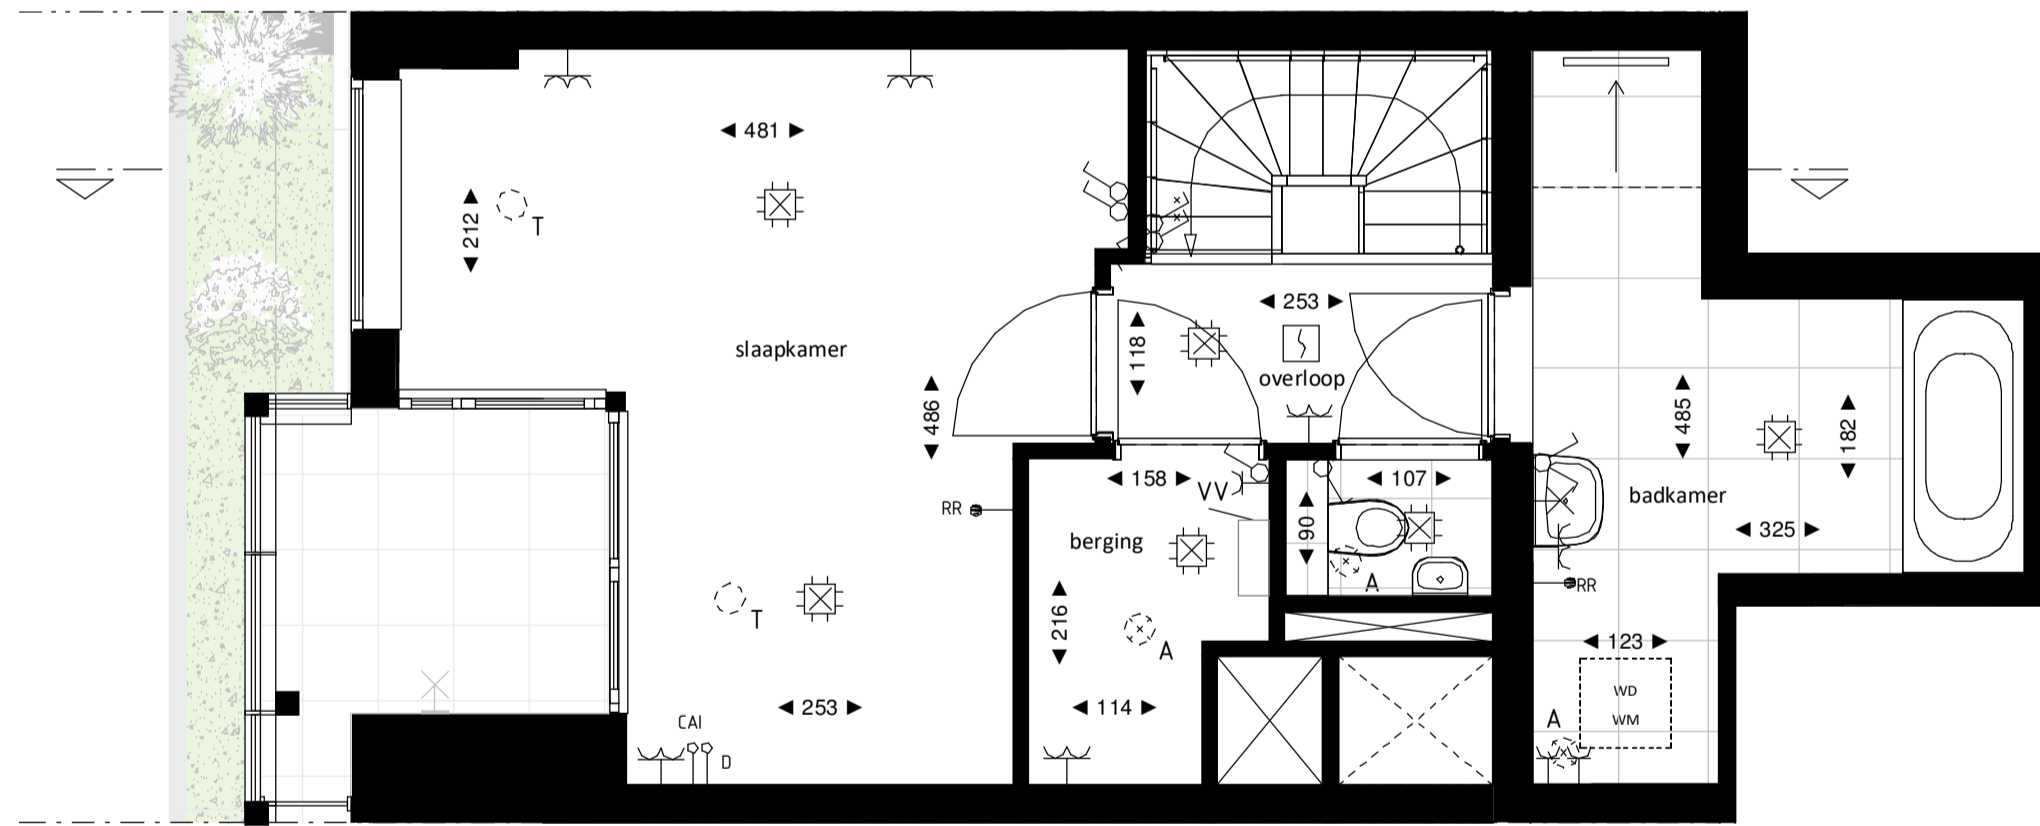 481
212
T
slaapkamer
486
253
118
overloop
158
VV
107
90
RR
berging
A
T
216
A
253
114
CAI
D
485
182
badkamer
325
RR
123
WD
WM
A